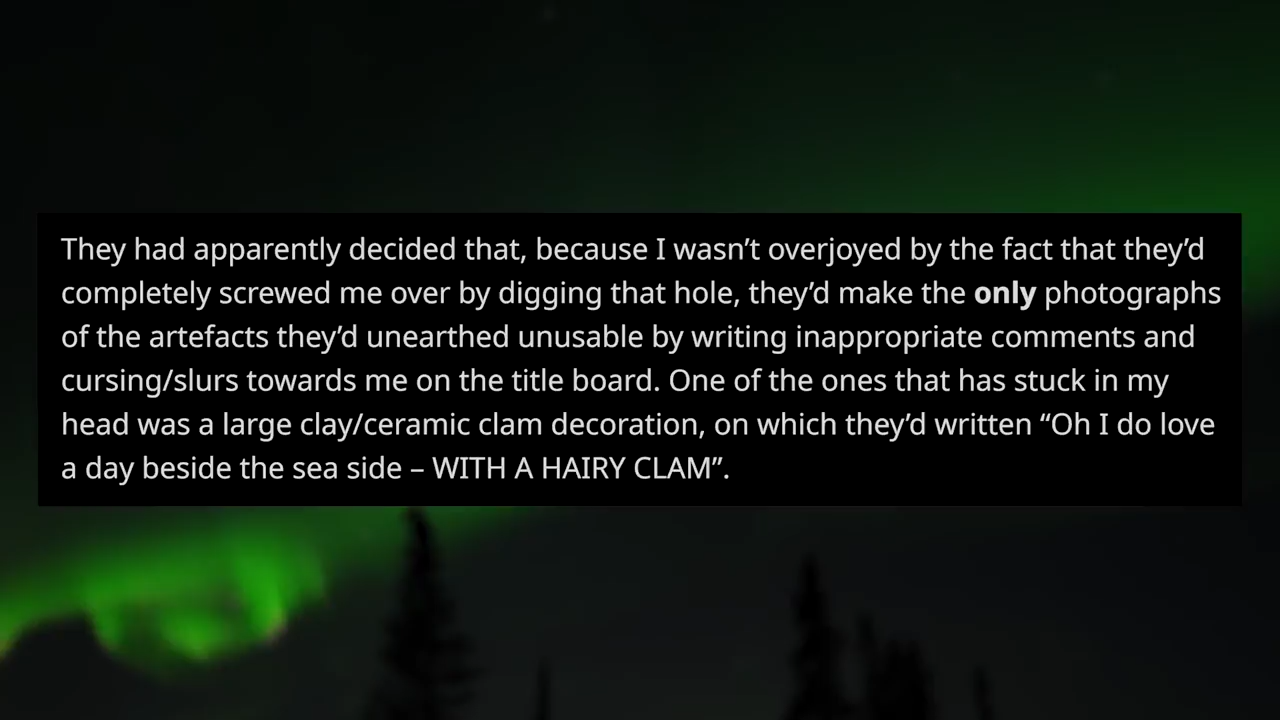 They had apparently decided that, because I wasn’t overjoyed by the fact that they’d
completely screwed me over by digging that hole, they’d make the only photographs
of the artefacts they’d unearthed unusable by writing inappropriate comments and
cursing/slurs towards me on the title board. One of the ones that has stuck in my
head was a large clay/ceramic clam decoration, on which they’d written “Oh I do love
a day beside the sea side – WITH A HAIRY CLAM”.